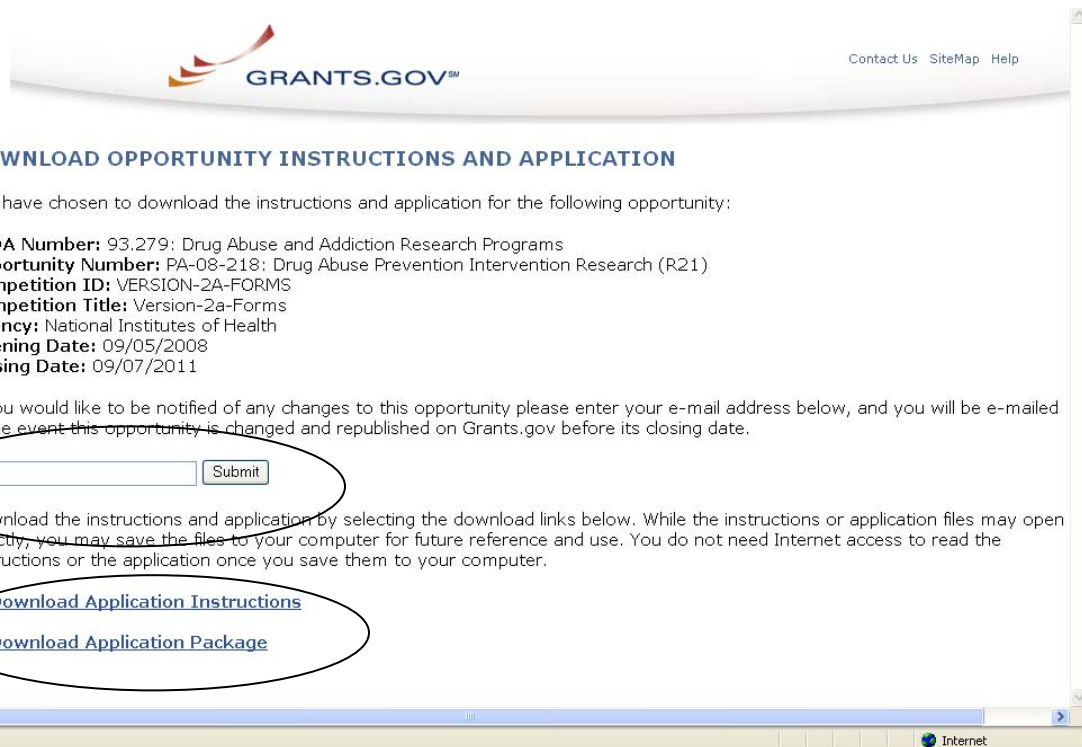 GRANTS.GOV℠
Contact Us SiteMap Help
WNLOAD OPPORTUNITY INSTRUCTIONS AND APPLICATION
have chosen to download the instructions and application for the following opportunity:
A Number: 93.279: Drug Abuse and Addiction Research Programs
ortunity Number: PA-08-218: Drug Abuse Prevention Intervention Research (R21)
mpetition ID: VERSION-2A-FORMS
mpetition Title: Version-2a-Forms
ncy: National Institutes of Health
ening Date: 09/05/2008
sing Date: 09/07/2011
ou would like to be notified of any changes to this opportunity please enter your e-mail address below, and you will be e-mailed
e event this opportunity is changed and republished on Grants.gov before its closing date.
Submit
nload the instructions and application by selecting the download links below. While the instructions or application files may open
ctly, you may save the files to your computer for future reference and use. You do not need Internet access to read the
ructions or the application once you save them to your computer.
ownload Application Instructions
ownload Application Package
Internet